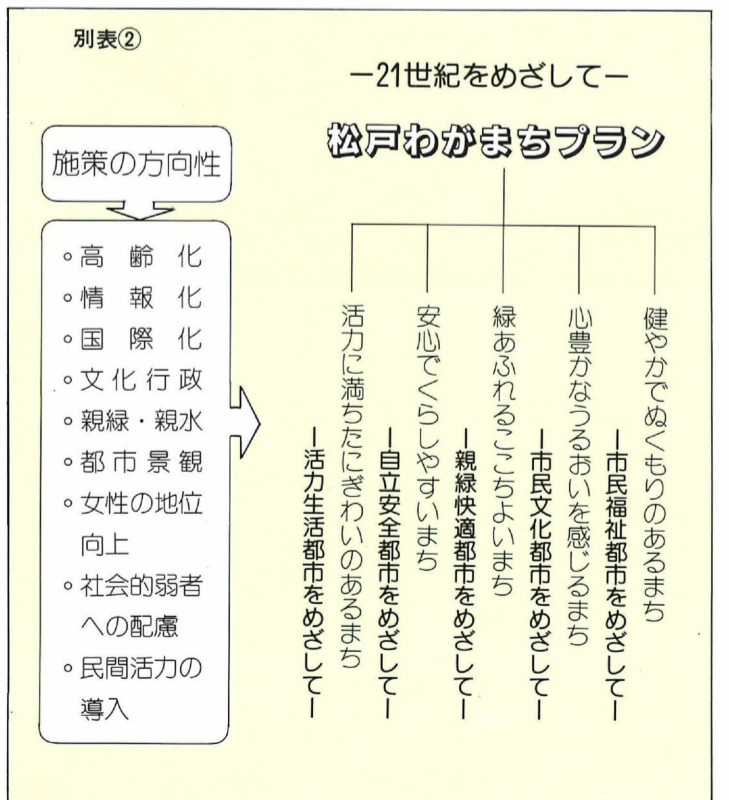 別表②
ー21世紀をめざしてー
松戸わがまちプラン
施策の方向性
◦高齢化
◦情報化
◦国際化
◦文化行政
◦親緑・親水
◦都市景観
◦女性の地位
向上
◦社会的弱者
への配慮
◦民間活力の
導入
健やかでぬくもりのあるまち
ー市民福祉都市をめざしてー
心豊かなうるおいを感じるまち
ー市民文化都市をめざしてー
緑あふれるここちよいまち
ー親緑快適都市をめざしてー
安心でくらしやすいまち
ー自立安全都市をめざしてー
活力に満ちたにぎわいのあるまち
ー活力生活都市をめざしてー